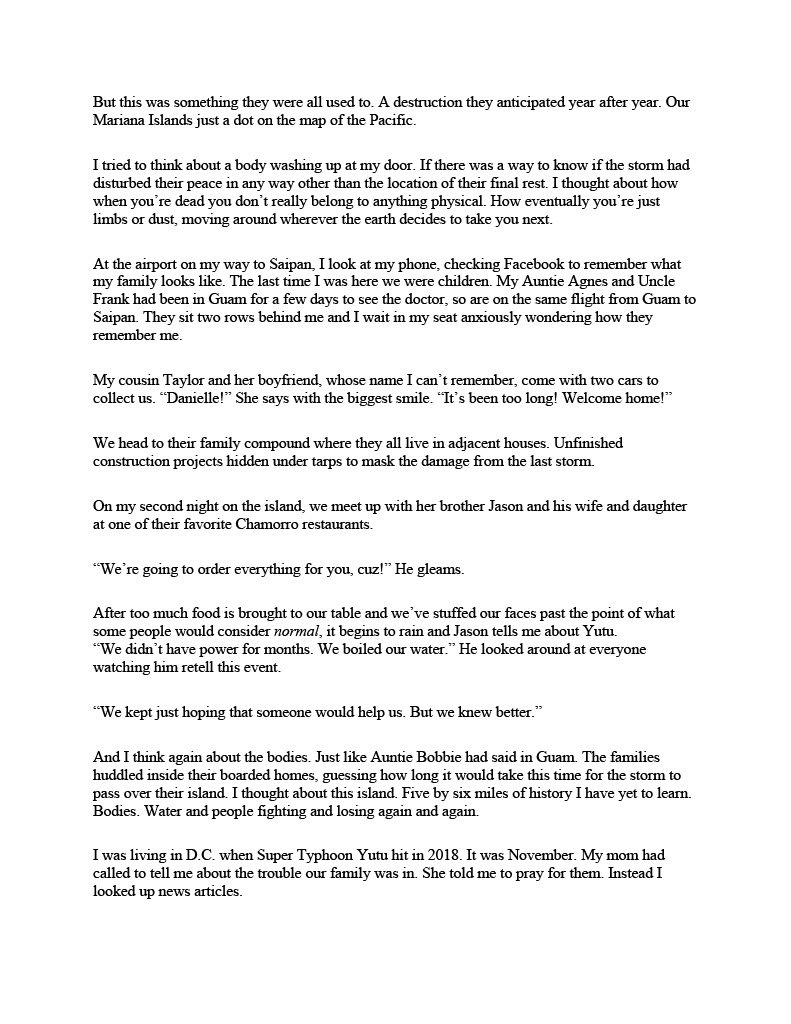 But this was something they were all used to. A destruction they anticipated year after year. Our
Mariana Islands just a dot on the map of the Pacific.
I tried to think about a body washing up at my door. If there was a way to know if the storm had
disturbed their peace in any way other than the location of their final rest. I thought about how
when you’re dead you don’t really belong to anything physical. How eventually you’re just
limbs or dust, moving around wherever the earth decides to take you next.
At the airport on my way to Saipan, I look at my phone, checking Facebook to remember what
my family looks like. The last time I was here we were children. My Auntie Agnes and Uncle
Frank had been in Guam for a few days to see the doctor, so are on the same flight from Guam to
Saipan. They sit two rows behind me and I wait in my seat anxiously wondering how they
remember me.
My cousin Taylor and her boyfriend, whose name I can’t remember, come with two cars to
collect us. “Danielle!” She says with the biggest smile. “It’s been too long! Welcome home!”
We head to their family compound where they all live in adjacent houses. Unfinished
construction projects hidden under tarps to mask the damage from the last storm.
On my second night on the island, we meet up with her brother Jason and his wife and daughter
at one of their favorite Chamorro restaurants.
“We’re going to order everything for you, cuz!” He gleams.
After too much food is brought to our table and we’ve stuffed our faces past the point of what
some people would consider normal, it begins to rain and Jason tells me about Yutu.
“We didn’t have power for months. We boiled our water.” He looked around at everyone
watching him retell this event.
“We kept just hoping that someone would help us. But we knew better.”
And I think again about the bodies. Just like Auntie Bobbie had said in Guam. The families
huddled inside their boarded homes, guessing how long it would take this time for the storm to
pass over their island. I thought about this island. Five by six miles of history I have yet to learn.
Bodies. Water and people fighting and losing again and again.
I was living in D.C. when Super Typhoon Yutu hit in 2018. It was November. My mom had
called to tell me about the trouble our family was in. She told me to pray for them. Instead I
looked up news articles.